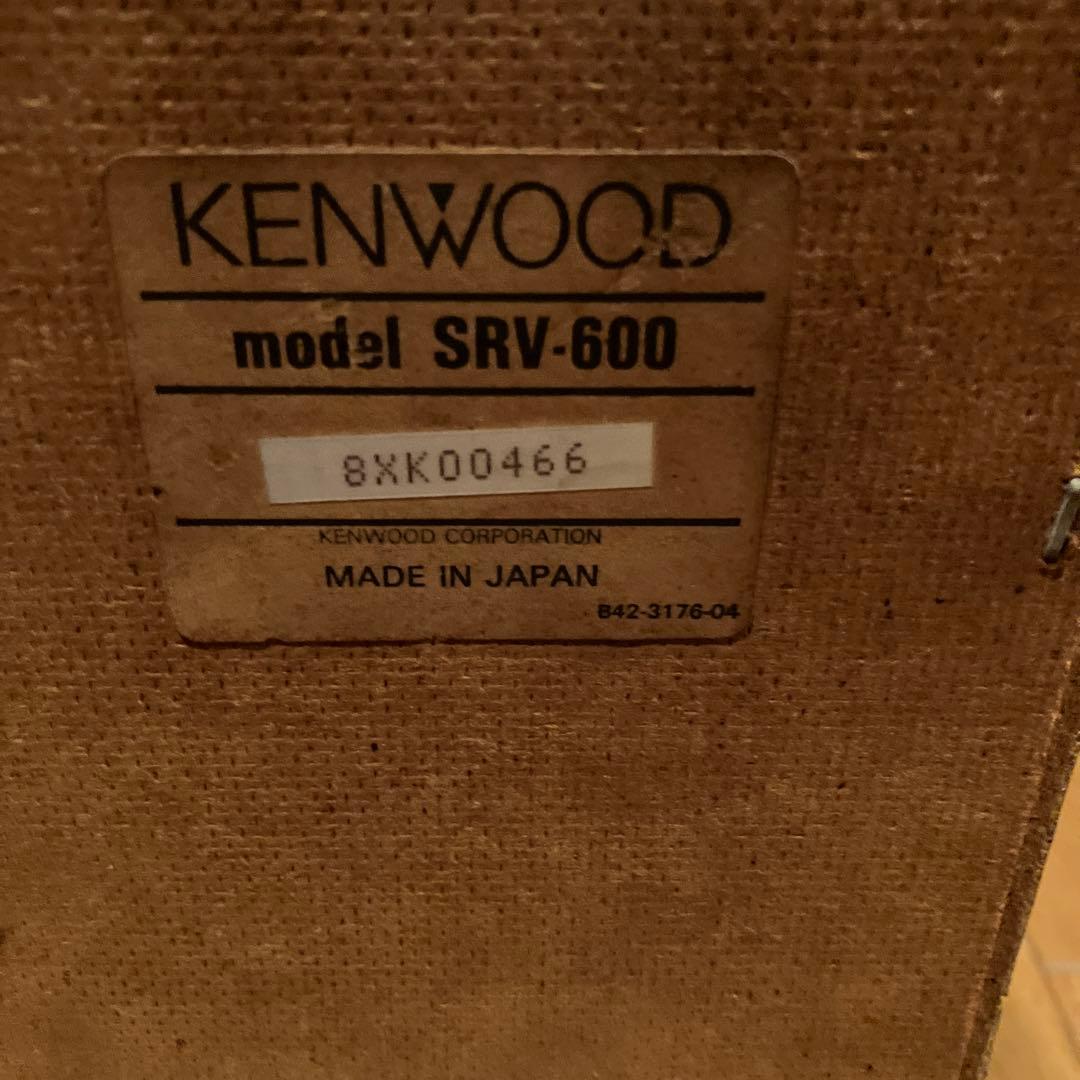 KENWOOD
model SRV-600
8XK00466
KENWOOD CORPORATION
MADE IN JAPAN
B42-3176-04